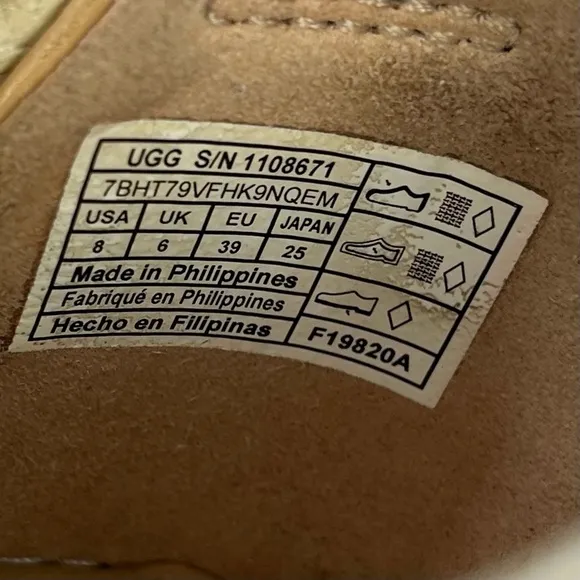 UGG S/N 1108671
7BHT79VFHK9NQEM
USA UK EU JAPAN
8 6 39 25
Made in Philippines
Fabriqué en Philippines
Hecho en Filipinas
F19820A